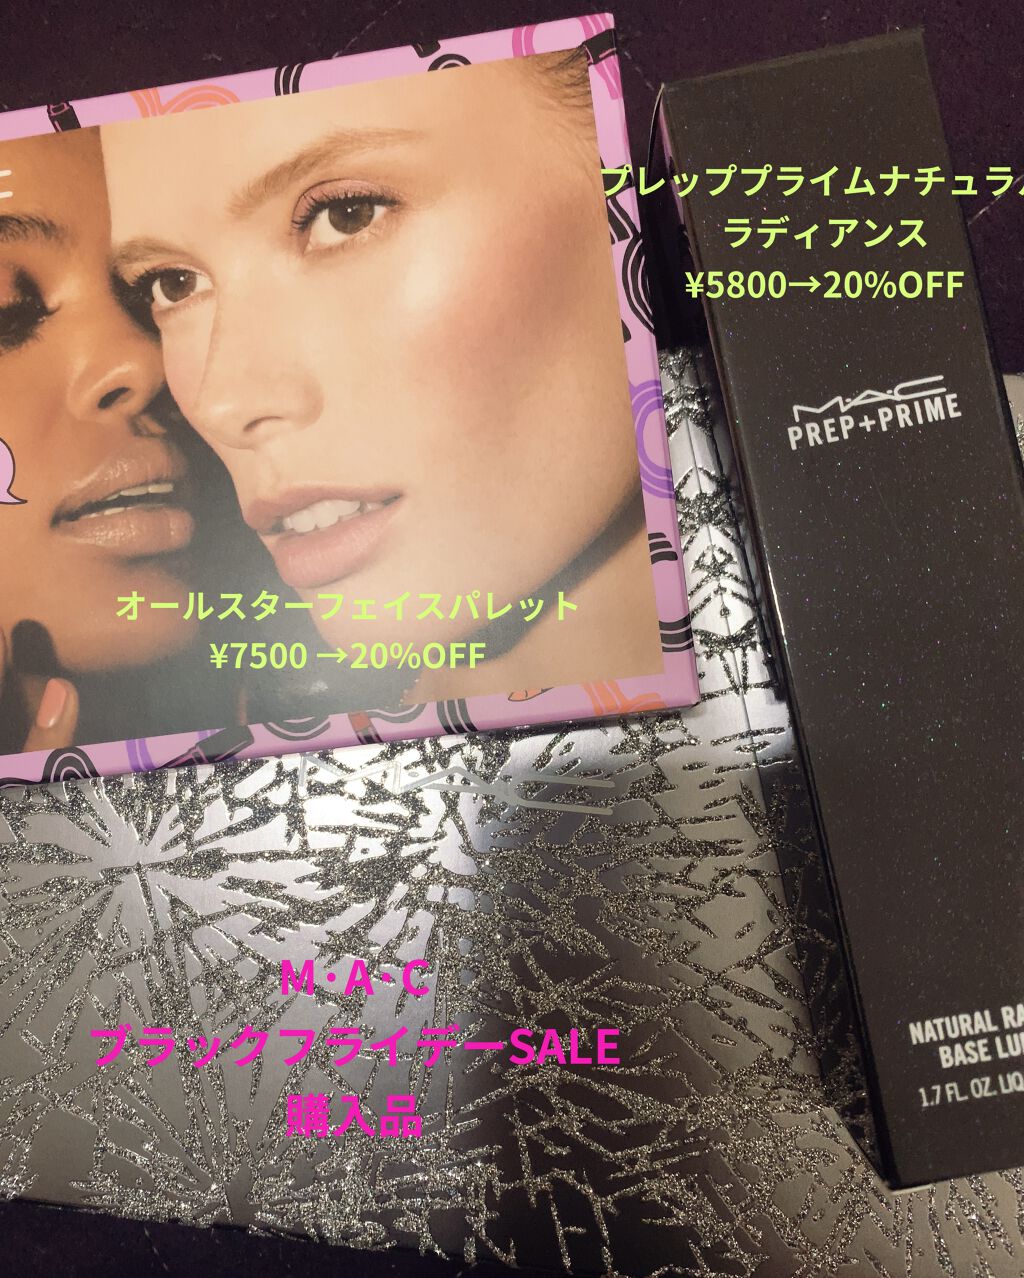 プレッププライムナチュラル
ラディアンス
¥5800→20%OFF
M·A·C
PREP+PRIME
オールスターフェイスパレット
¥7500 →20%OFF
M·A·C
M·A·C
ブラックフライデーSALE
購入品
NATURAL
BASE
1.7 FL. OZ. LIQ